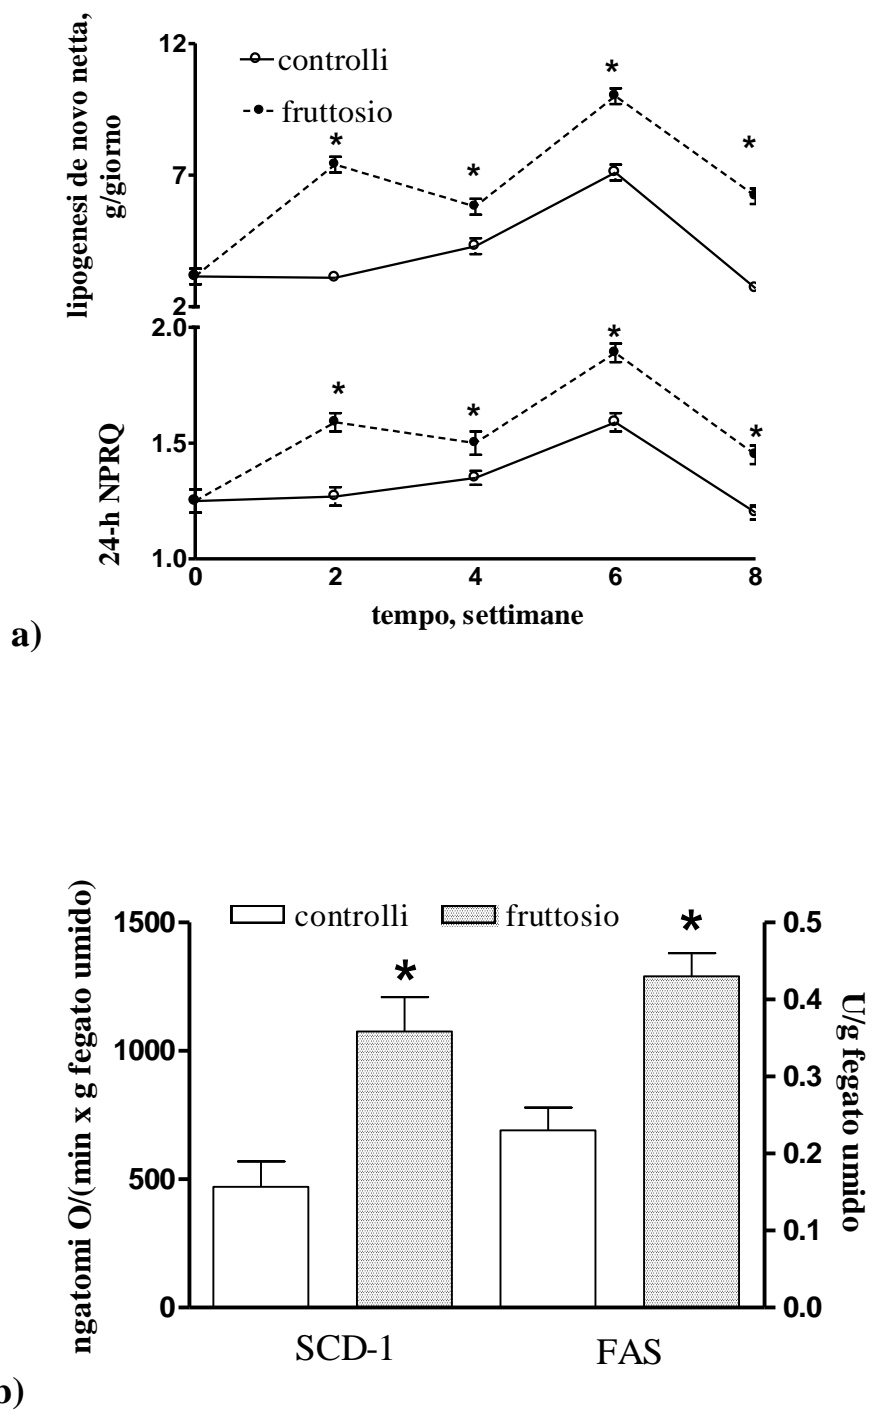 lipogenesi de novo netta,
g/giorno
12
7
2
controlli
fruttosio
*
*
*
*
24-h NPRQ
2.0
1.5
1.0
*
*
*
*
0 2 4 6 8
tempo, settimane
a)
ngatomi O/(min x g fegato umido)
1500
1000
500
0
controlli fruttosio
*
*
0.5
0.4
0.3
0.2
0.1
0.0
U/g fegato umido
SCD-1 FAS
b)